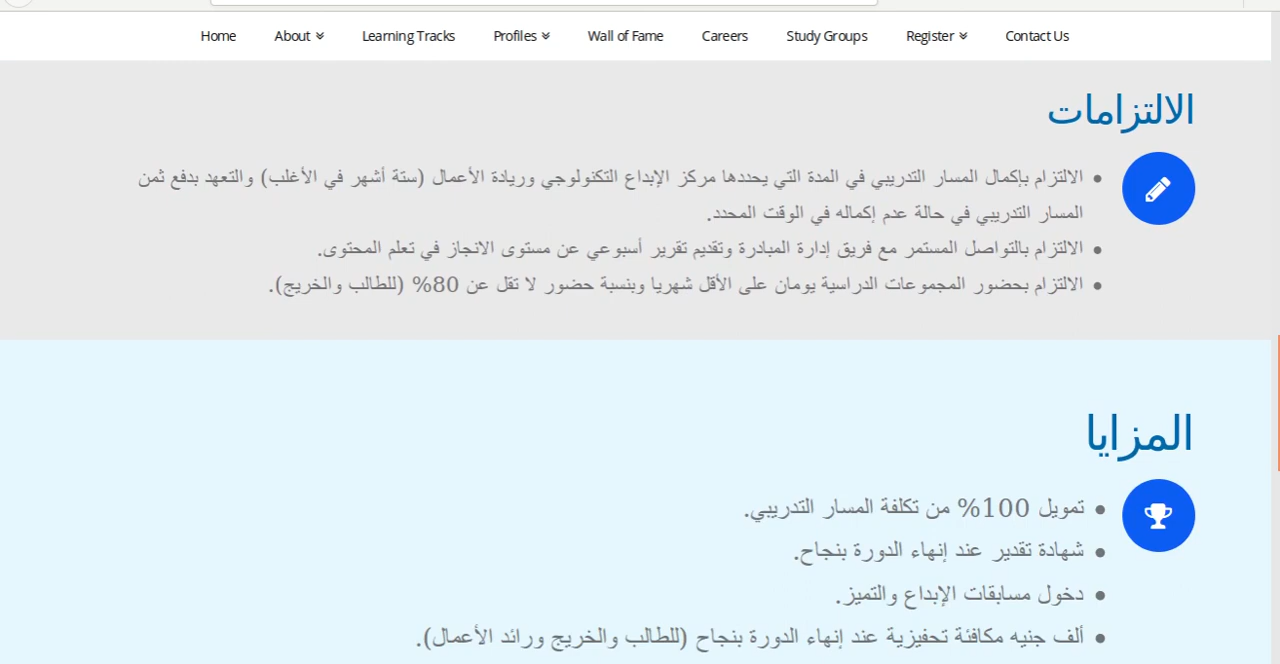 Home About Learning Tracks Profiles Wall of Fame Careers Study Groups Register Contact Us
الالتزامات
الالتزام بإكمال المسار التدريبي في المدة التي يحددها مركز الإبداع التكنولوجي وريادة الأعمال (ستة أشهر في الأغلب) والتعهد بدفع ثمن
المسار التدريبي في حالة عدم إكماله في الوقت المحدد.
الالتزام بالتواصل المستمر مع فريق إدارة المبادرة وتقديم تقرير أسبوعي عن مستوى الانجاز في تعلم المحتوى.
الالتزام بحضور المجموعات الدراسية يومان على الأقل شهريا وبنسبة حضور لا تقل عن 80% (للطالب والخريج).
المزايا
تمويل 100% من تكلفة المسار التدريبي.
شهادة تقدير عند إنهاء الدورة بنجاح.
دخول مسابقات الإبداع والتميز.
ألف جنيه مكافئة تحفيزية عند إنهاء الدورة بنجاح (للطالب والخريج ورائد الأعمال).